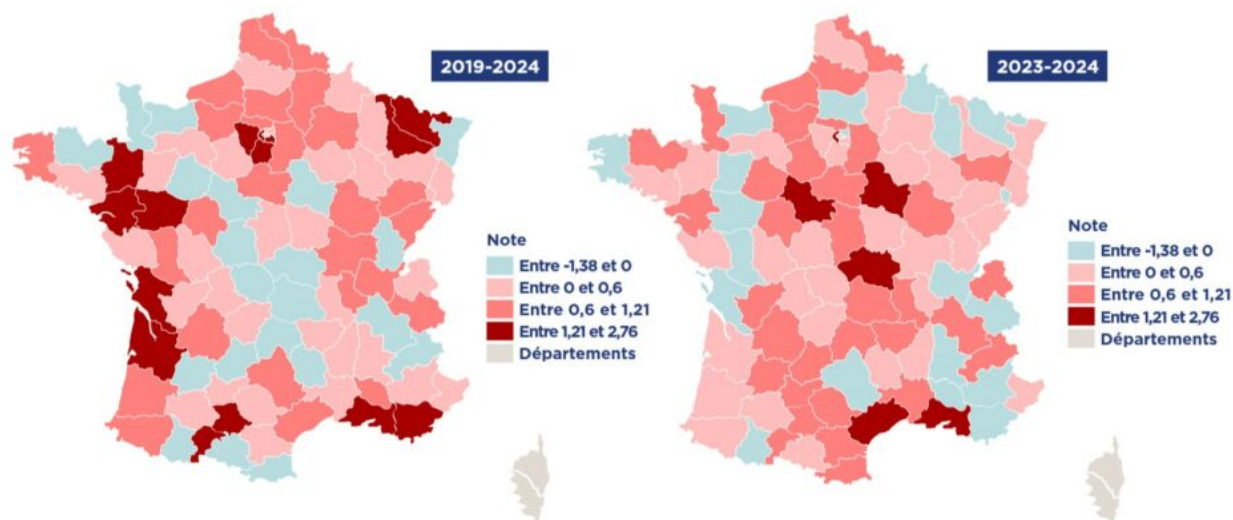 2019-2024
Note
Entre -1,38 et 0
Entre 0 et 0,6
Entre 0,6 et 1,21
Entre 1,21 et 2,76
Départements
2023-2024
Note
Entre -1,38 et 0
Entre 0 et 0,6
Entre 0,6 et 1,21
Entre 1,21 et 2,76
Départements